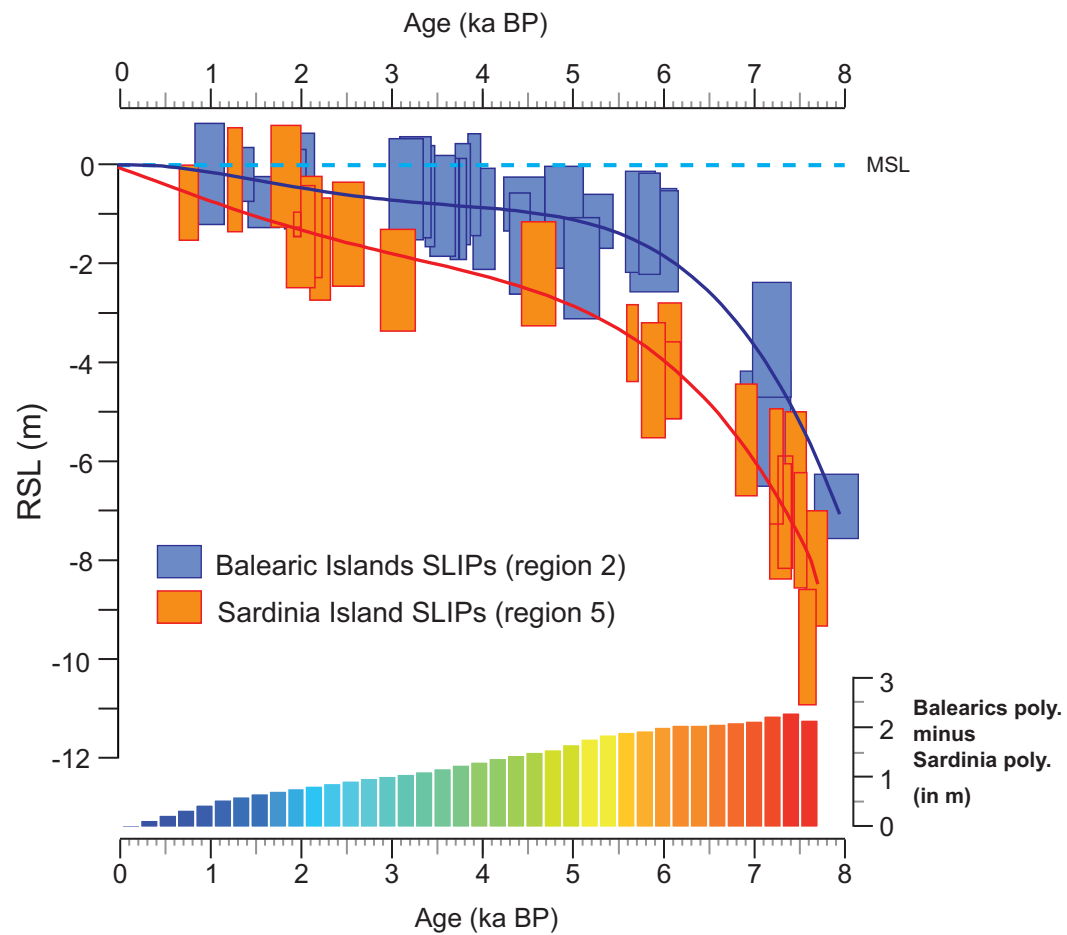 Age (ka BP)
0 1 2 3 4 5 6 7 8
0
MSL
-2
-4
-6
RSL (m)
-8
Balearic Islands SLIPs (region 2)
Sardinia Island SLIPs (region 5)
-10
-12
3
2
1
0
Balearics poly.
minus
Sardinia poly.
(in m)
0 1 2 3 4 5 6 7 8
Age (ka BP)